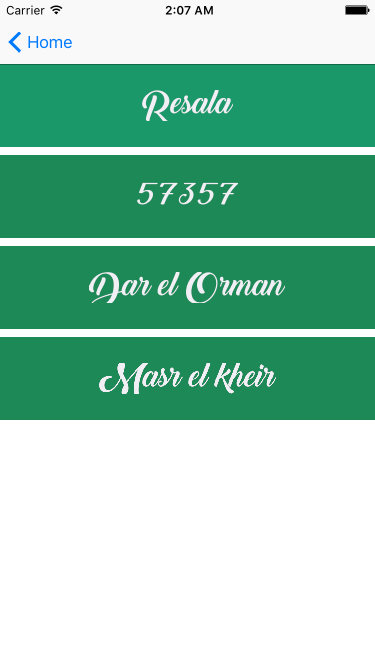 Carrier 2:07 AM
Home
Resala
57357
Dar el Orman
Masr el kheir